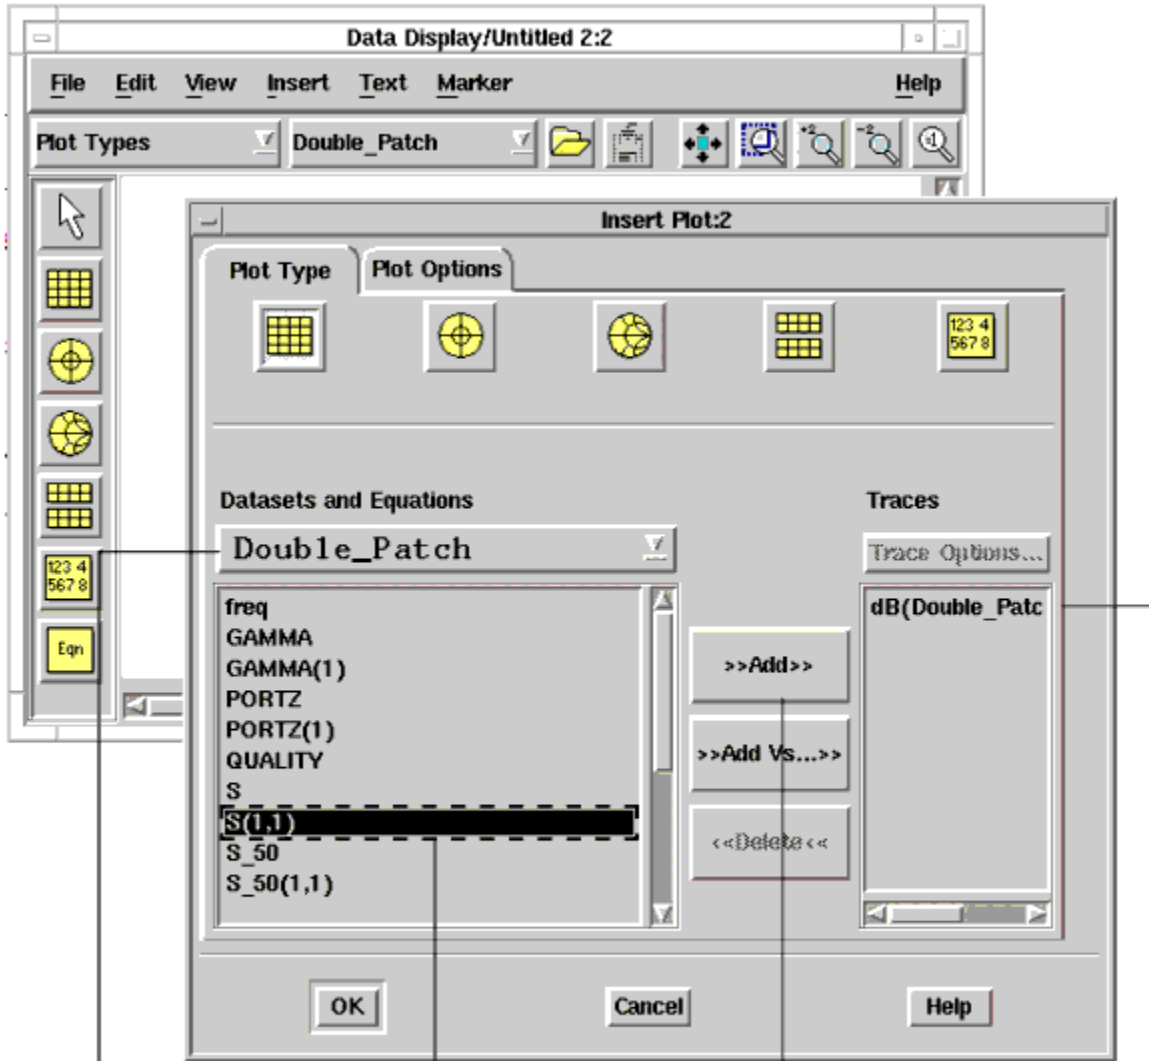 Data Display/Untitled 2:2
File Edit View Insert Text Marker Help
Plot Types Double_Patch +2 -2 :1
Insert Plot:2
Plot Type Plot Options
123 4
567 8
Datasets and Equations Traces
Double_Patch Trace Options...
123 4
567 8
Eqn
freq
GAMMA
GAMMA(1)
PORTZ
PORTZ(1)
QUALITY
S
S(1,1)
S_50
S_50(1,1)
>>Add>>
>>Add Vs...>>
<<Delete<<
dB(Double_Patc
OK Cancel Help